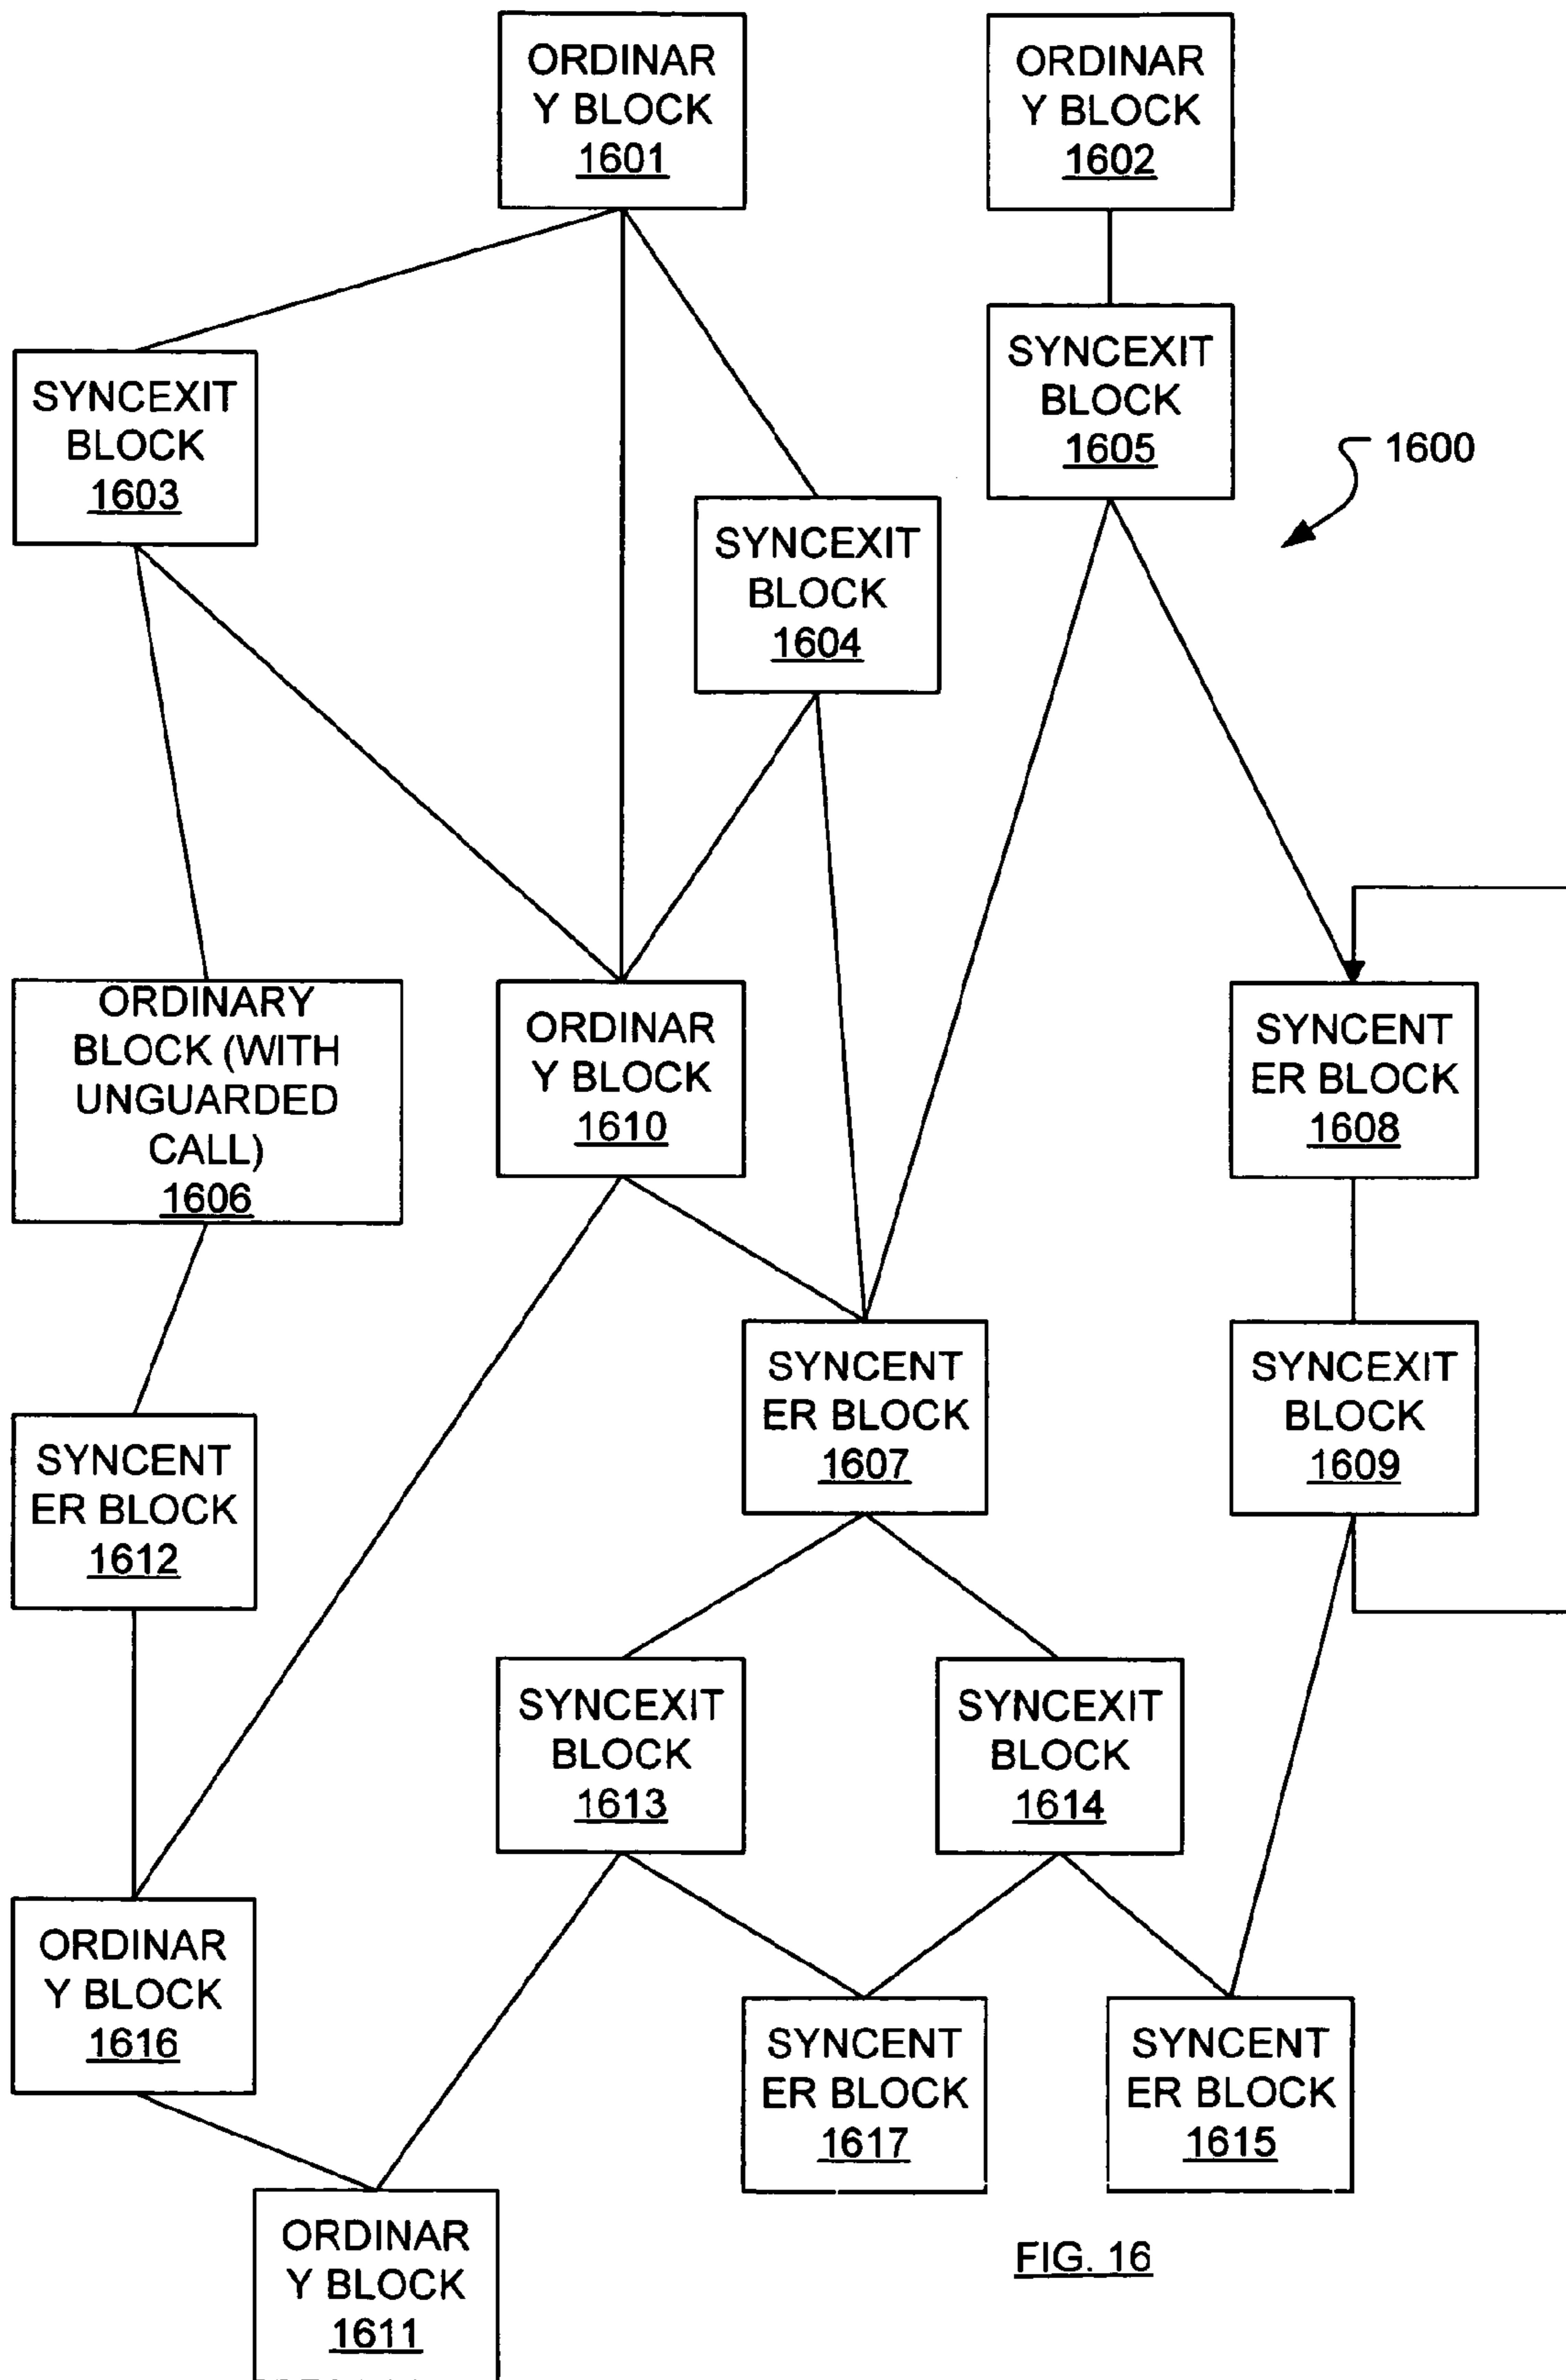 ORDINAR
Y BLOCK
1601
ORDINAR
Y BLOCK
1602
SYNCEXIT
BLOCK
1603
SYNCEXIT
BLOCK
1605
1600
SYNCEXIT
BLOCK
1604
ORDINARY
BLOCK (WITH
UNGUARDED
CALL)
1606
ORDINAR
Y BLOCK
1610
SYNCENT
ER BLOCK
1608
SYNCENT
ER BLOCK
1607
SYNCEXIT
BLOCK
1609
SYNCENT
ER BLOCK
1612
SYNCEXIT
BLOCK
1613
SYNCEXIT
BLOCK
1614
ORDINAR
Y BLOCK
1616
SYNCENT
ER BLOCK
1617
SYNCENT
ER BLOCK
1615
ORDINAR
Y BLOCK
1611
FIG. 16